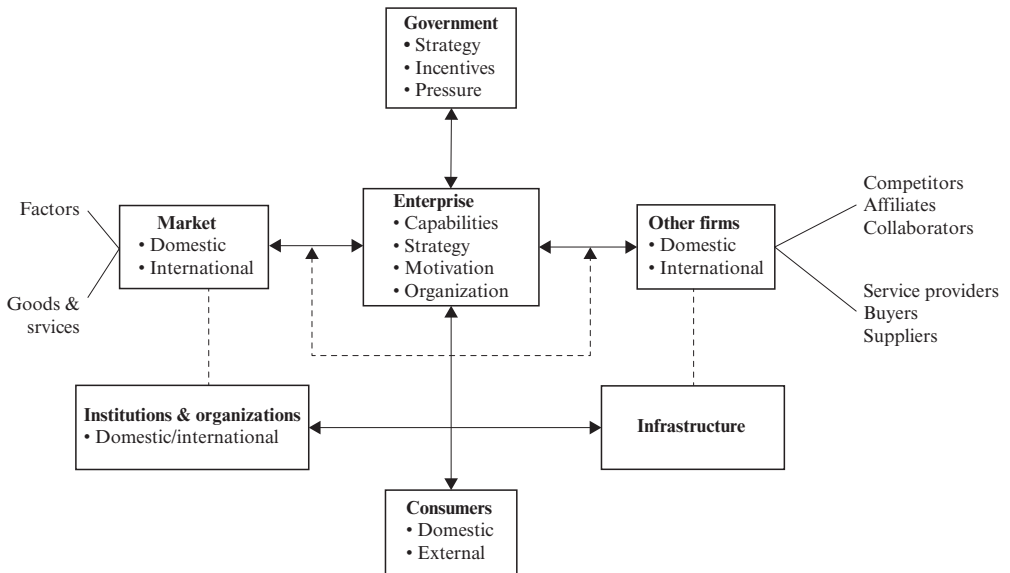 Government
• Strategy
• Incentives
• Pressure
Factors
Goods &
srvices
Market
• Domestic
• International
Enterprise
• Capabilities
• Strategy
• Motivation
• Organization
Other firms
• Domestic
• International
Competitors
Affiliates
Collaborators
Service providers
Buyers
Suppliers
Institutions & organizations
• Domestic/international
Infrastructure
Consumers
• Domestic
• External